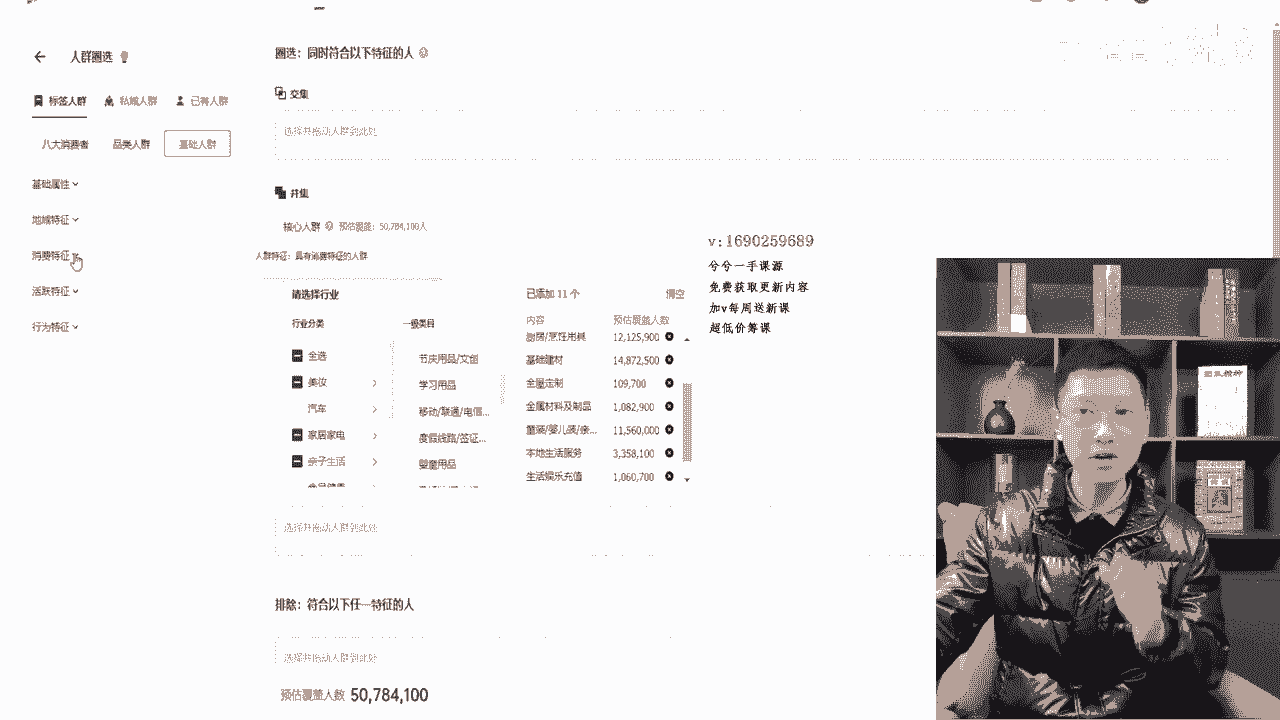 人群圈选
标签人群 私域人群 已有人群
八大消费者 品类人群 基础人群
基础属性
地域特征
消费特征
活跃特征
行为特征
圈选：同时符合以下特征的人
交集
选择并拖动人群到此处
并集
核心人群 预估覆盖：50,784,100人
人群特征：具有消费特征的人群
请选择行业
行业分类 一级类目
全选
美妆
汽车
家居家电
亲子生活
节庆用品/文创
学习用品
移动/联通/电信...
度假线路/签证...
婴童用品
已添加 11 个 清空
内容 预估覆盖人数
厨房/烹饪用具 12,125,900
基础建材 14,872,500
全屋定制 109,700
金属材料及制品 1,082,900
童装/婴儿装/亲... 11,560,000
本地生活服务 3,358,100
生活娱乐充值 1,060,700
选择并拖动人群到此处
排除：符合以下任一特征的人
选择并拖动人群到此处
预估覆盖人数 50,784,100
v:1690259689
兮兮一手课源
免费获取更新内容
加v每周送新课
超低价筹课